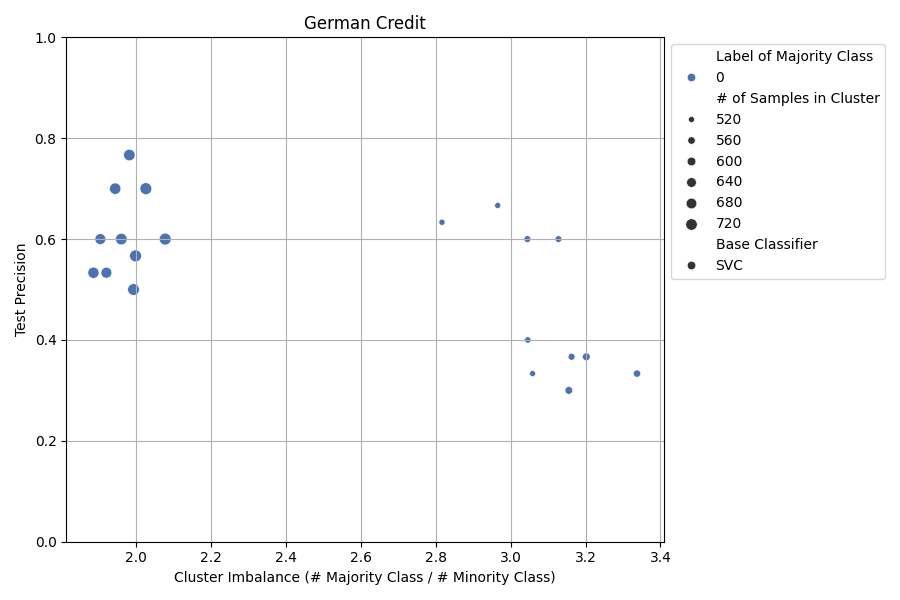 German Credit
1.0
0.8
0.6
0.4
0.2
0.0
Test Precision
2.0 2.2 2.4 2.6 2.8 3.0 3.2 3.4
Cluster Imbalance (# Majority Class / # Minority Class)
Label of Majority Class
0
# of Samples in Cluster
520
560
600
640
680
720
Base Classifier
SVC